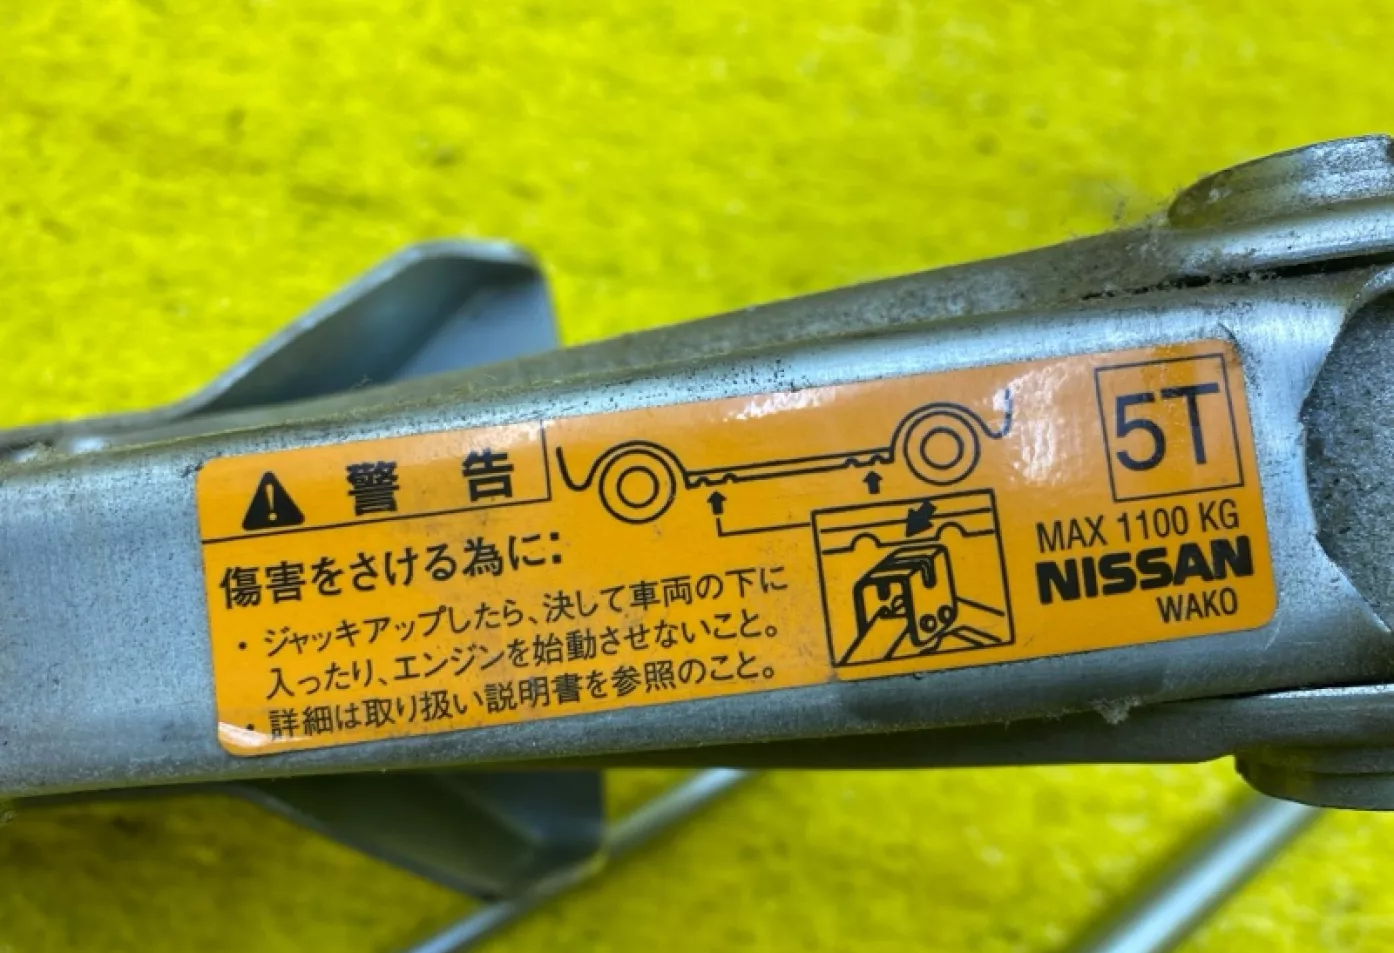 警告
傷害をさける為に:
・ジャッキアップしたら、決して車両の下に
入ったり、エンジンを始動させないこと。
・詳細は取り扱い説明書を参照のこと。
5T
MAX 1100 KG
NISSAN
WAKO